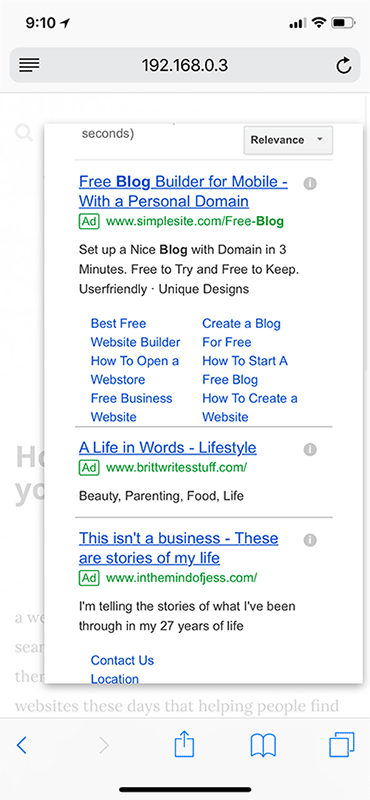 9:10
192.168.0.3
seconds)
Relevance
Free Blog Builder for Mobile -
With a Personal Domain
Ad www.simplesite.com/Free-Blog
Set up a Nice Blog with Domain in 3
Minutes. Free to Try and Free to Keep.
Userfriendly · Unique Designs
Best Free
Website Builder
How To Open a
Webstore
Free Business
Website
Create a Blog
For Free
How To Start A
Free Blog
How To Create a
Website
A Life in Words - Lifestyle
Ad www.brittwritesstuff.com/
Beauty, Parenting, Food, Life
This isn't a business - These
are stories of my life
Ad www.inthemindofjess.com/
I'm telling the stories of what I've been
through in my 27 years of life
Contact Us
Location
a we
sear
ther
websites these days that helping people find